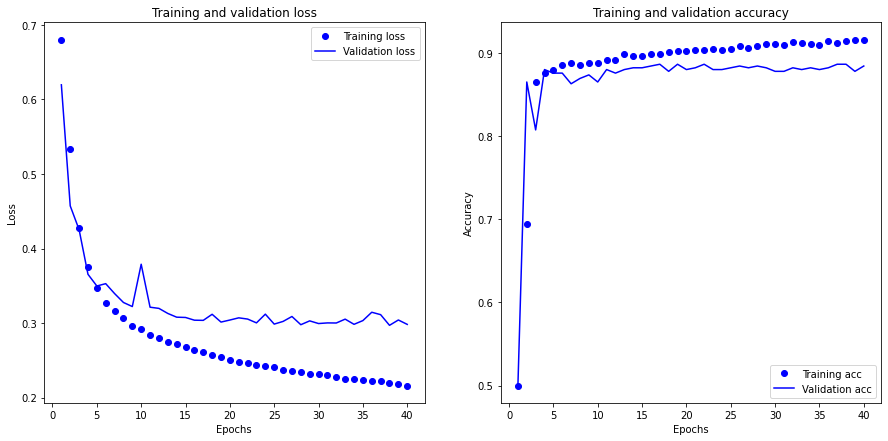 Training and validation loss
Training loss
Validation loss
0.7
0.6
0.5
0.4
0.3
0.2
Loss
0
5
10
15
20
25
30
35
40
Epochs
Training and validation accuracy
0.9
0.8
0.7
0.6
0.5
Accuracy
Training acc
Validation acc
0
5
10
15
20
25
30
35
40
Epochs